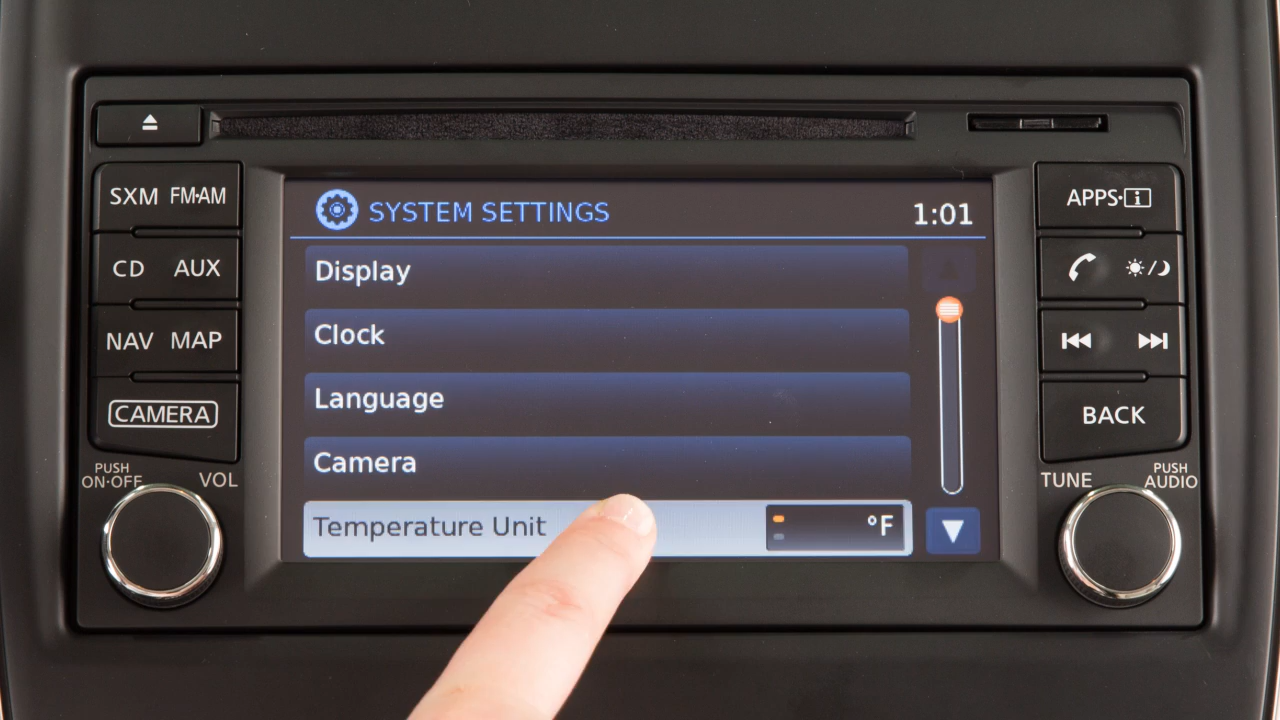 SXM FM·AM
CD AUX
NAV MAP
CAMERA
PUSH
ON·OFF VOL
SYSTEM SETTINGS 1:01
Display
Clock
Language
Camera
Temperature Unit °F
APPS·i
BACK
TUNE PUSH
AUDIO